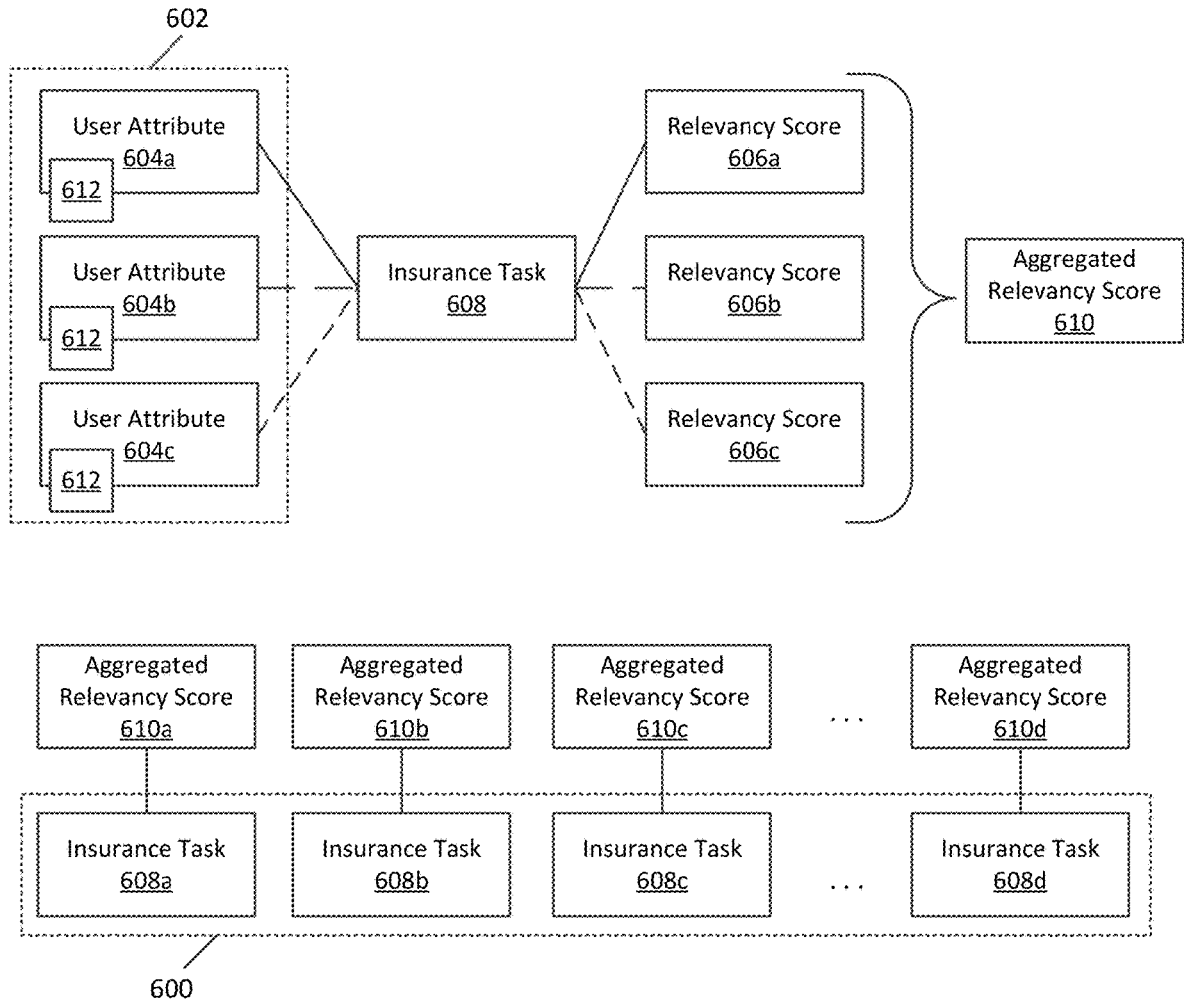 602
User Attribute
604a
612
User Attribute
604b
612
User Attribute
604c
612
Insurance Task
608
Relevancy Score
606a
Relevancy Score
606b
Relevancy Score
606c
Aggregated
Relevancy Score
610
Aggregated
Relevancy Score
610a
Aggregated
Relevancy Score
610b
Aggregated
Relevancy Score
610c
...
Aggregated
Relevancy Score
610d
Insurance Task
608a
Insurance Task
608b
Insurance Task
608c
...
Insurance Task
608d
600